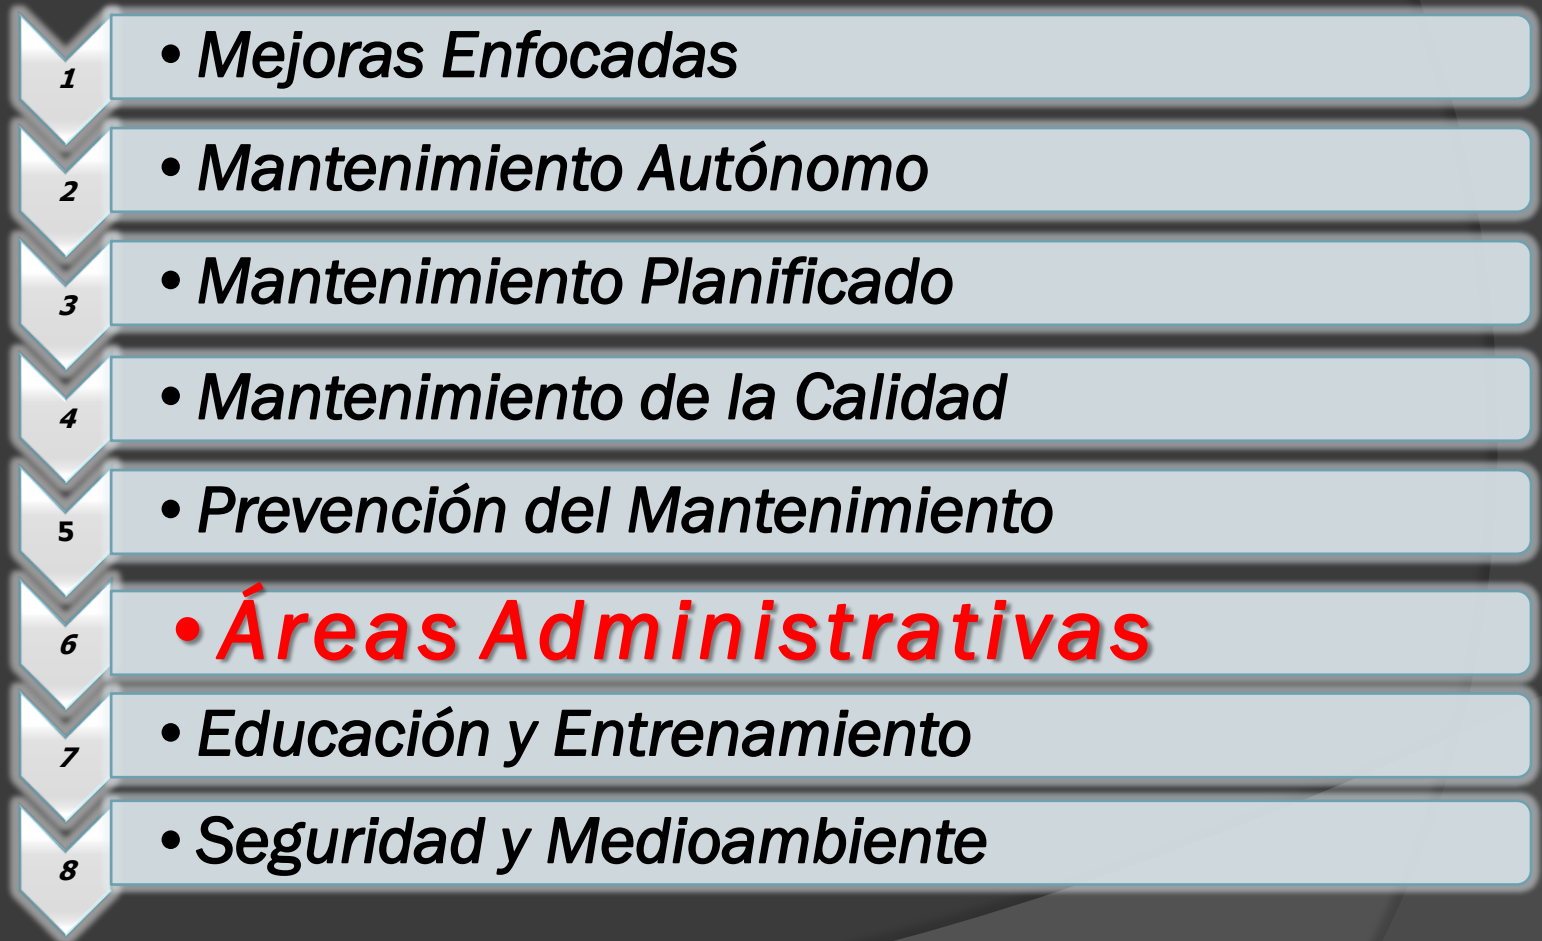 1 • Mejoras Enfocadas
2 • Mantenimiento Autónomo
3 • Mantenimiento Planificado
4 • Mantenimiento de la Calidad
5 • Prevención del Mantenimiento
6 • Áreas Administrativas
7 • Educación y Entrenamiento
8 • Seguridad y Medioambiente